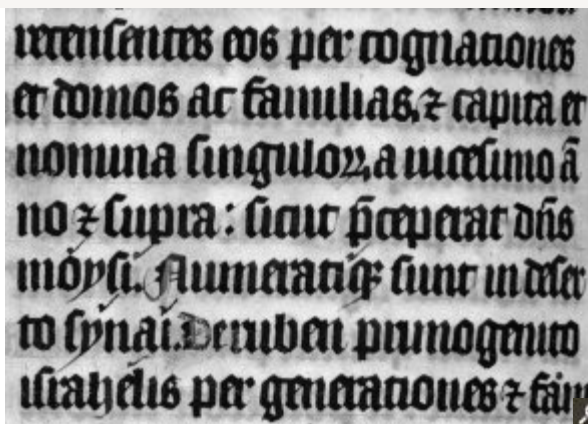 recensentes eos per cognationes
et domos ac familias, ⁊ capita et
nomina singuloꝝ, a uicesimo ā
no ⁊ supra: sicut p̄ceperat dn̄s
moysi. Numeratiqꝫ sunt in deser
to synai. De ruben primogenito
israhelis per generationes ⁊ fam